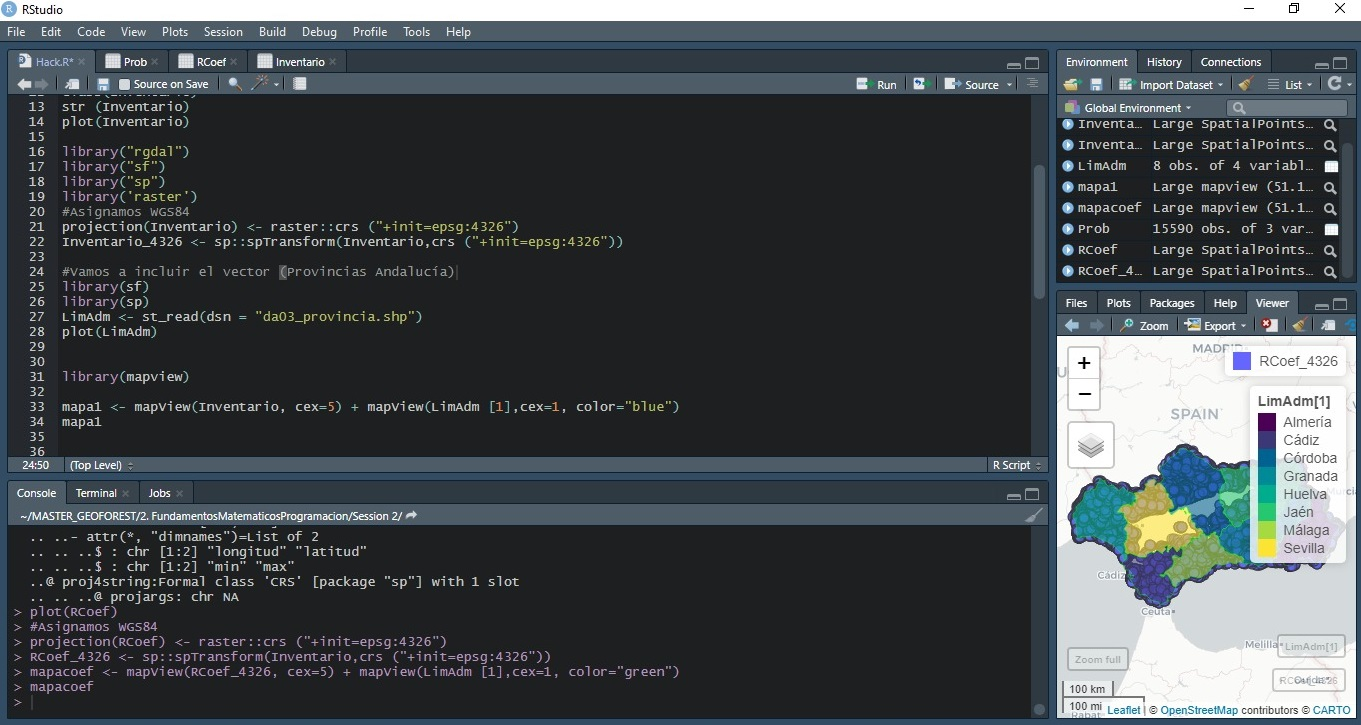 RStudio
File Edit Code View Plots Session Build Debug Profile Tools Help
Hack.R* Prob RCoef Inventario
Source on Save Run Source
13 str (Inventario)
14 plot(Inventario)
15
16 library("rgdal")
17 library("sf")
18 library("sp")
19 library('raster')
20 #Asignamos WGS84
21 projection(Inventario) <- raster::crs ("+init=epsg:4326")
22 Inventario_4326 <- sp::spTransform(Inventario,crs ("+init=epsg:4326"))
23
24 #Vamos a incluir el vector (Provincias Andalucía)
25 library(sf)
26 library(sp)
27 LimAdm <- st_read(dsn = "da03_provincia.shp")
28 plot(LimAdm)
29
30
31 library(mapview)
32
33 mapa1 <- mapView(Inventario, cex=5) + mapView(LimAdm [1],cex=1, color="blue")
34 mapa1
35
36
24:50 (Top Level) R Script
Console Terminal Jobs
~/MASTER_GEOFOREST/2. FundamentosMatematicosProgramacion/Session 2/
.. ..- attr(*, "dimnames")=List of 2
.. .. ..$ : chr [1:2] "longitud" "latitud"
.. .. ..$ : chr [1:2] "min" "max"
..@ proj4string:Formal class 'CRS' [package "sp"] with 1 slot
.. .. ..@ projargs: chr NA
> plot(RCoef)
> #Asignamos WGS84
> projection(RCoef) <- raster::crs ("+init=epsg:4326")
> RCoef_4326 <- sp::spTransform(Inventario,crs ("+init=epsg:4326"))
> mapacoef <- mapView(RCoef_4326, cex=5) + mapView(LimAdm [1],cex=1, color="green")
> mapacoef
>
Environment History Connections
Import Dataset List
Global Environment
Inventa… Large SpatialPoints…
Inventa… Large SpatialPoints…
LimAdm 8 obs. of 4 variabl…
mapa1 Large mapview (51.1…
mapacoef Large mapview (51.1…
Prob 15590 obs. of 3 var…
RCoef Large SpatialPoints…
RCoef_4… Large SpatialPoints…
Files Plots Packages Help Viewer
Zoom Export
MADRID
+
−
RCoef_4326
SPAIN
LimAdm[1]
Almería
Cádiz
Córdoba
Granada
Huelva
Jaén
Málaga
Sevilla
Cádiz
Ceuta
Melilla
LimAdm[1]
Zoom full
RCoef_4326
100 km
100 mi
Rabat
Leaflet | © OpenStreetMap contributors © CARTO